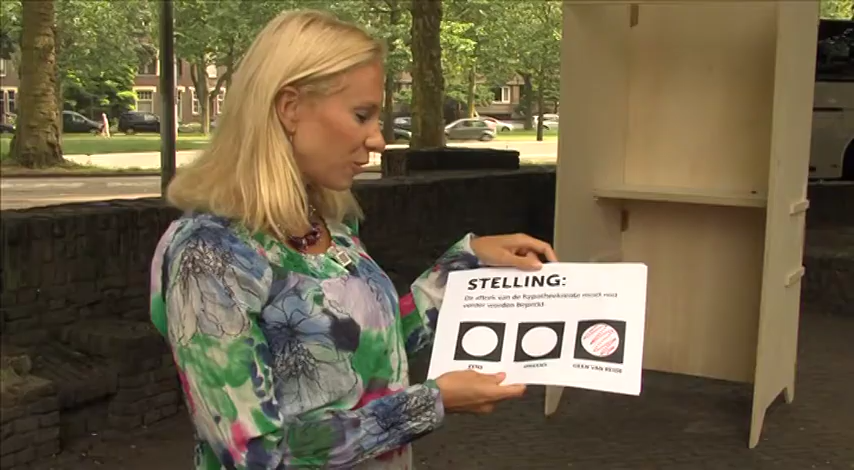 STELLING:
De aftrek van de hypotheekrente moet nog
verder worden beperkt
EENS ONEENS GEEN VAN BEIDE